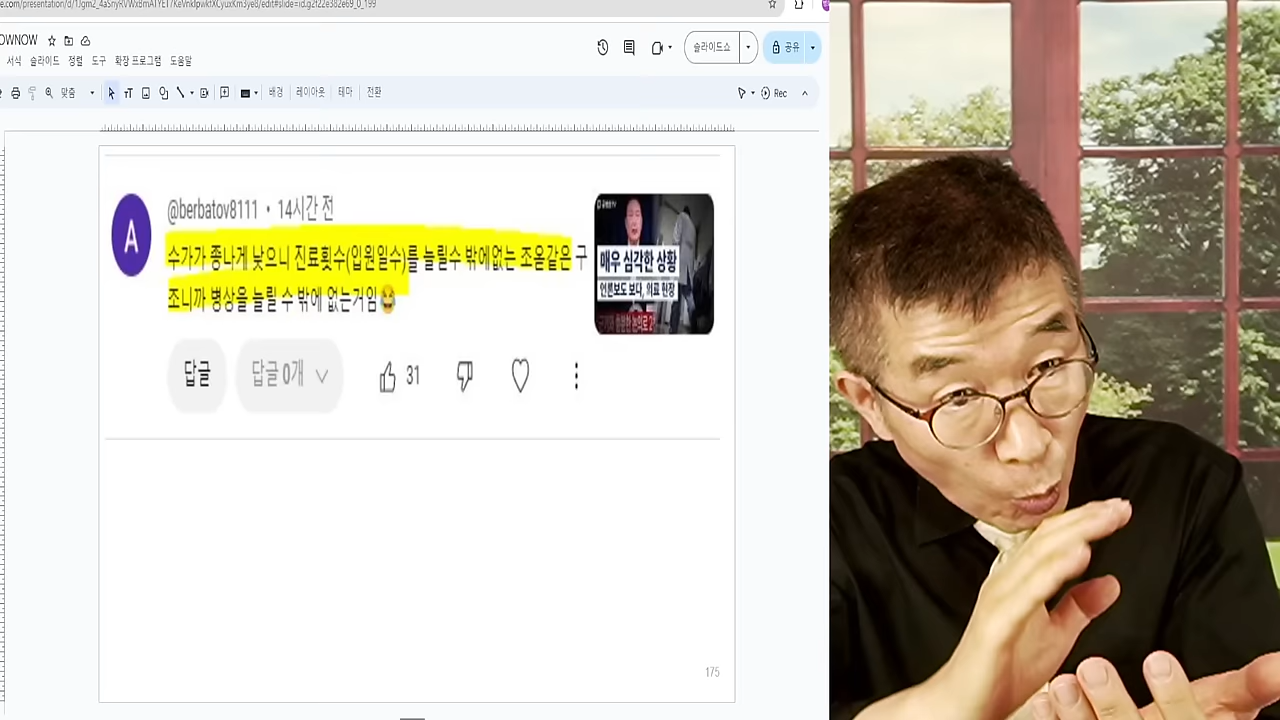 OWNOW
서식 슬라이드 정렬 도구 확장 프로그램 도움말
슬라이드쇼
공유
맞춤
배경 레이아웃 테마 전환
Rec
A
@berbatov8111 • 14시간 전
수가가 종나게 낮으니 진료횟수(입원일수)를 늘릴수 밖에없는 조옷같은 구
조니까 병상을 늘릴 수 밖에 없는거임😂
매우 심각한 상황
언론보도 보다, 의료 현장
답글
답글 0개
31
175